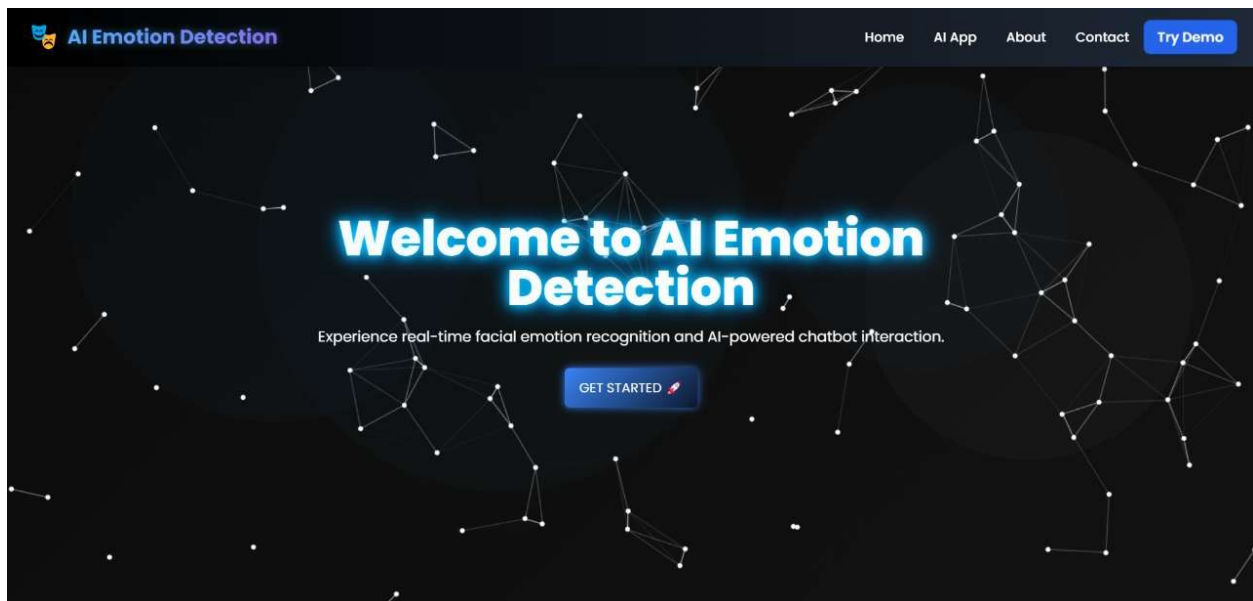 AI Emotion Detection
Home AI App About Contact Try Demo
Welcome to AI Emotion
Detection
Experience real-time facial emotion recognition and AI-powered chatbot interaction.
GET STARTED 🚀